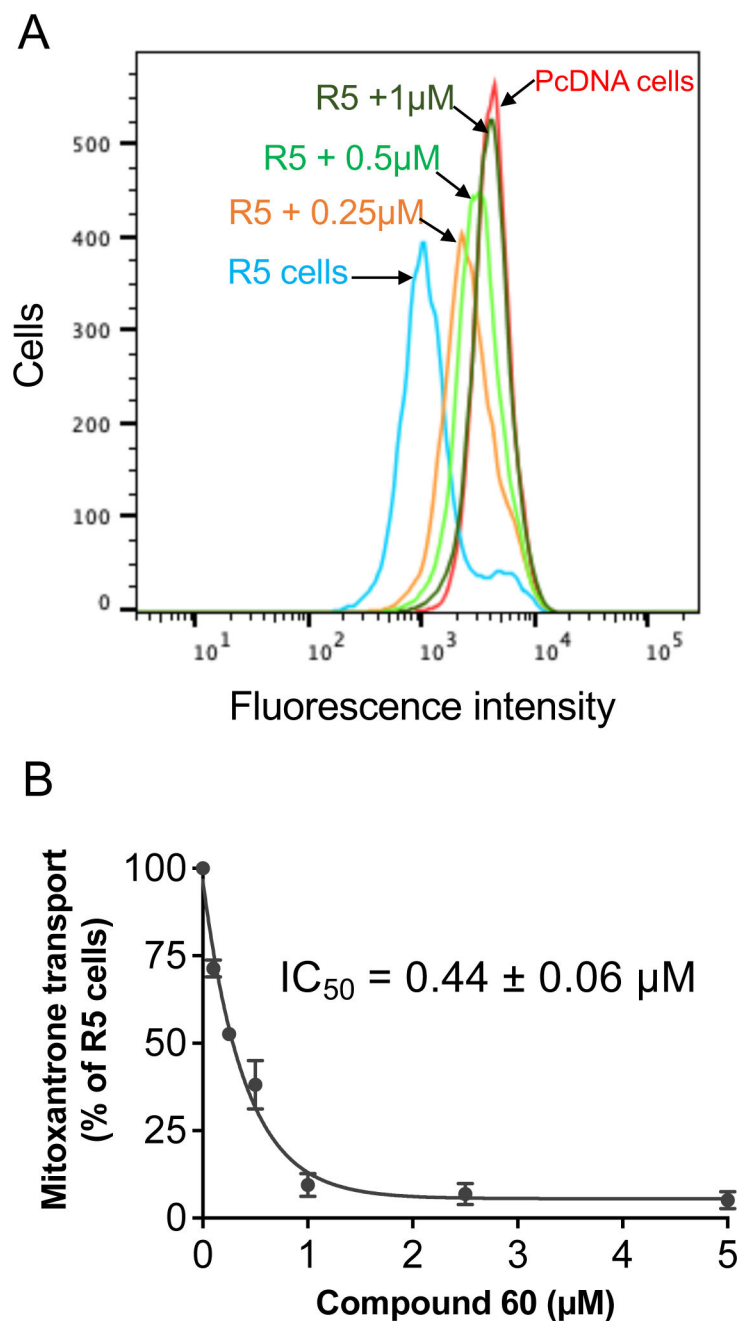 A
PcDNA cells
R5 +1µM
R5 + 0.5µM
R5 + 0.25µM
R5 cells
500
400
300
200
100
0
Cells
10¹ 10² 10³ 10⁴ 10⁵
Fluorescence intensity
B
100
75
50
25
0
Mitoxantrone transport
(% of R5 cells)
IC₅₀ = 0.44 ± 0.06 µM
0 1 2 3 4 5
Compound 60 (µM)